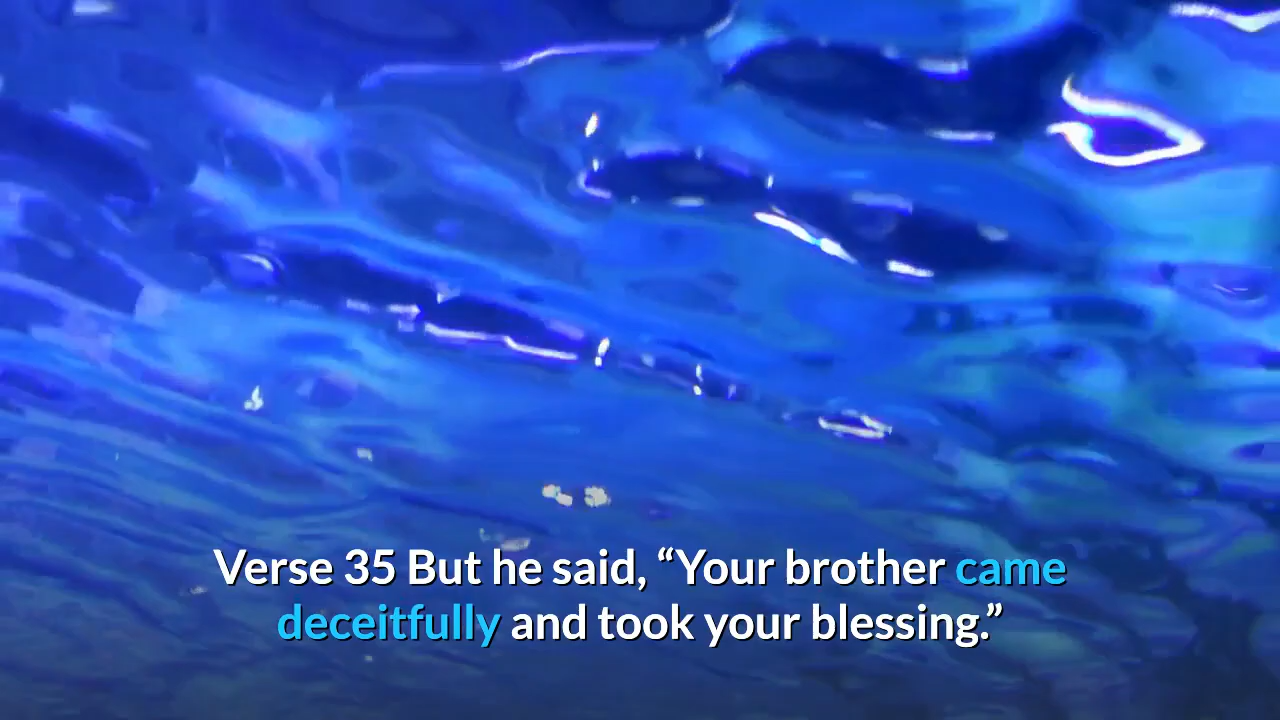 Verse 35 But he said, “Your brother came
deceitfully and took your blessing.”